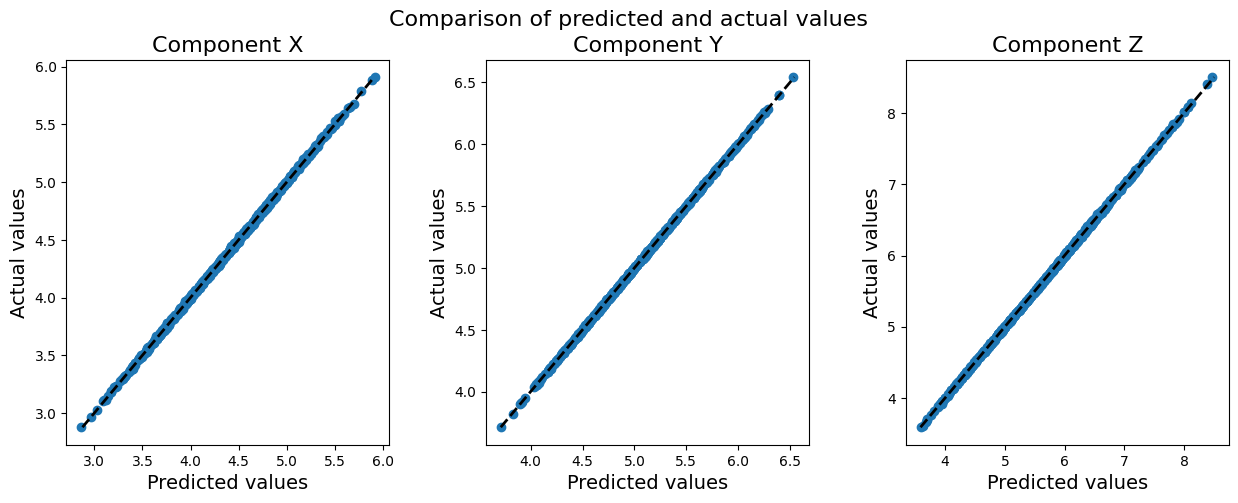 Comparison of predicted and actual values
Component X
Component Y
Component Z
Actual values
6.0
5.5
5.0
4.5
4.0
3.5
3.0
3.0 3.5 4.0 4.5 5.0 5.5 6.0
Predicted values
Actual values
6.5
6.0
5.5
5.0
4.5
4.0
4.0 4.5 5.0 5.5 6.0 6.5
Predicted values
Actual values
8
7
6
5
4
4 5 6 7 8
Predicted values